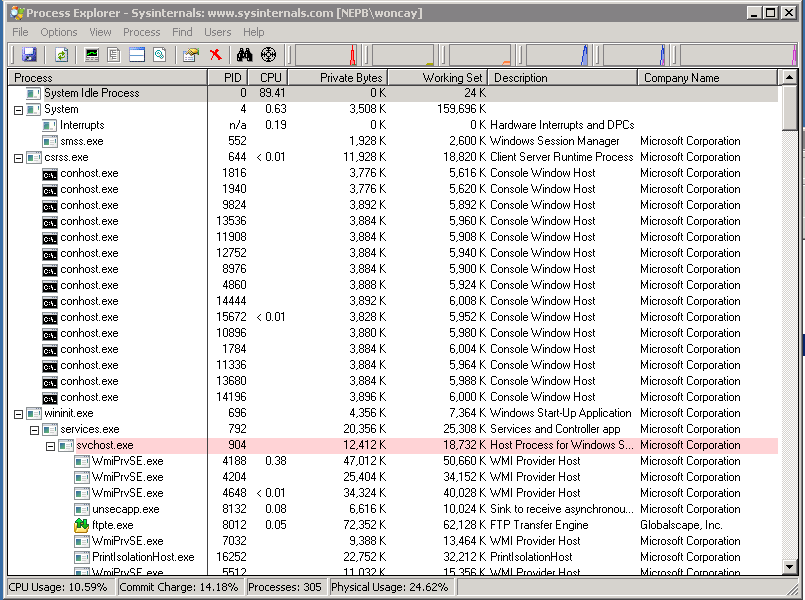 Process Explorer - Sysinternals: www.sysinternals.com [NEPB\woncay]
File Options View Process Find Users Help
Process PID CPU Private Bytes Working Set Description Company Name
System Idle Process 0 89.41 0 K 24 K
System 4 0.63 3,508 K 159,696 K
Interrupts n/a 0.19 0 K 0 K Hardware Interrupts and DPCs
smss.exe 552 1,928 K 2,600 K Windows Session Manager Microsoft Corporation
csrss.exe 644 < 0.01 11,928 K 18,820 K Client Server Runtime Process Microsoft Corporation
conhost.exe 1816 3,776 K 5,616 K Console Window Host Microsoft Corporation
conhost.exe 1940 3,776 K 5,620 K Console Window Host Microsoft Corporation
conhost.exe 9824 3,892 K 5,892 K Console Window Host Microsoft Corporation
conhost.exe 13536 3,884 K 5,960 K Console Window Host Microsoft Corporation
conhost.exe 11908 3,884 K 5,908 K Console Window Host Microsoft Corporation
conhost.exe 12752 3,884 K 5,940 K Console Window Host Microsoft Corporation
conhost.exe 8976 3,884 K 5,900 K Console Window Host Microsoft Corporation
conhost.exe 4860 3,888 K 5,924 K Console Window Host Microsoft Corporation
conhost.exe 14444 3,892 K 6,008 K Console Window Host Microsoft Corporation
conhost.exe 15672 < 0.01 3,828 K 5,952 K Console Window Host Microsoft Corporation
conhost.exe 10896 3,880 K 5,980 K Console Window Host Microsoft Corporation
conhost.exe 1784 3,884 K 6,004 K Console Window Host Microsoft Corporation
conhost.exe 11336 3,884 K 5,964 K Console Window Host Microsoft Corporation
conhost.exe 13680 3,884 K 5,988 K Console Window Host Microsoft Corporation
conhost.exe 14196 3,896 K 6,000 K Console Window Host Microsoft Corporation
wininit.exe 696 4,356 K 7,364 K Windows Start-Up Application Microsoft Corporation
services.exe 792 20,356 K 25,308 K Services and Controller app Microsoft Corporation
svchost.exe 904 12,412 K 18,732 K Host Process for Windows S... Microsoft Corporation
WmiPrvSE.exe 4188 0.38 47,012 K 50,660 K WMI Provider Host Microsoft Corporation
WmiPrvSE.exe 4204 25,404 K 34,152 K WMI Provider Host Microsoft Corporation
WmiPrvSE.exe 4648 < 0.01 34,324 K 40,028 K WMI Provider Host Microsoft Corporation
unsecapp.exe 8132 0.08 6,616 K 10,024 K Sink to receive asynchronou... Microsoft Corporation
ftpte.exe 8012 0.05 72,352 K 62,128 K FTP Transfer Engine Globalscape, Inc.
WmiPrvSE.exe 7032 9,388 K 13,464 K WMI Provider Host Microsoft Corporation
PrintIsolationHost.exe 16252 22,752 K 32,212 K PrintIsolationHost Microsoft Corporation
WmiPrvSE.exe 5512 11,032 K 15,356 K WMI Provider Host Microsoft Corporation
CPU Usage: 10.59% Commit Charge: 14.18% Processes: 305 Physical Usage: 24.62%